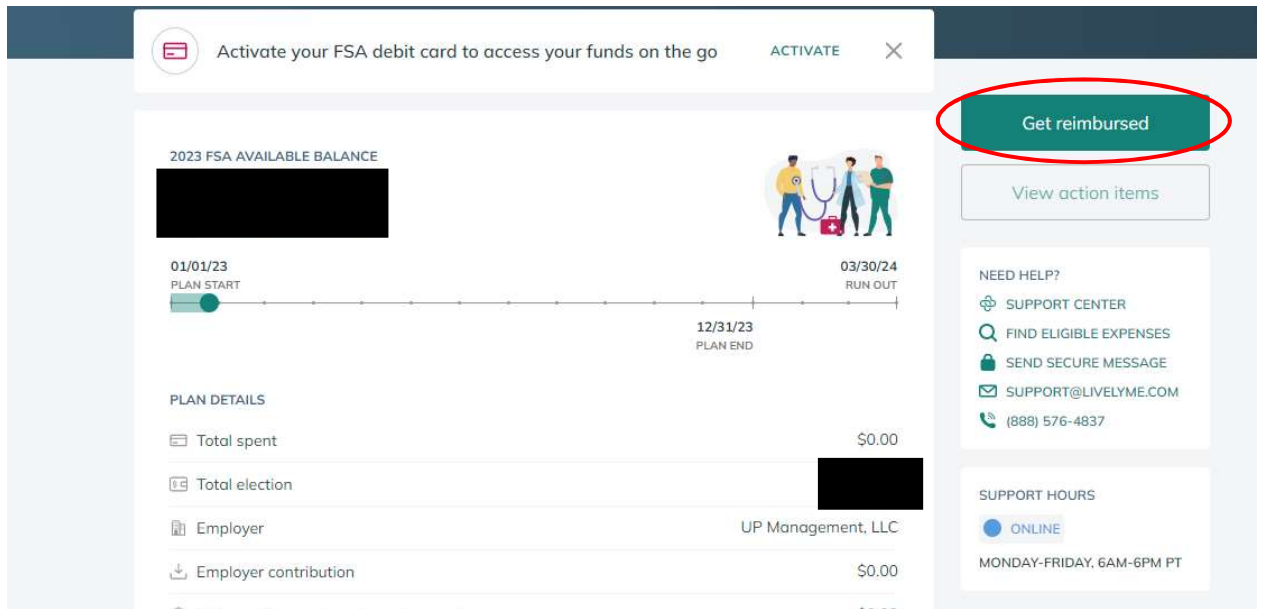 Activate your FSA debit card to access your funds on the go ACTIVATE
Get reimbursed
View action items
2023 FSA AVAILABLE BALANCE
01/01/23
PLAN START
03/30/24
RUN OUT
12/31/23
PLAN END
PLAN DETAILS
Total spent $0.00
Total election
Employer UP Management, LLC
Employer contribution $0.00
NEED HELP?
SUPPORT CENTER
FIND ELIGIBLE EXPENSES
SEND SECURE MESSAGE
SUPPORT@LIVELYME.COM
(888) 576-4837
SUPPORT HOURS
ONLINE
MONDAY-FRIDAY, 6AM-6PM PT